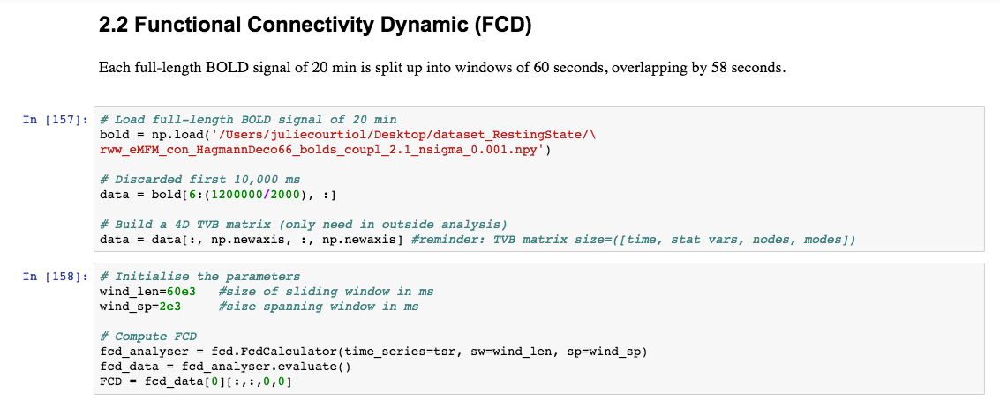 2.2 Functional Connectivity Dynamic (FCD)
Each full-length BOLD signal of 20 min is split up into windows of 60 seconds, overlapping by 58 seconds.
In [157]: # Load full-length BOLD signal of 20 min
bold = np.load('/Users/juliecourtiol/Desktop/dataset_RestingState/\
rww_eMFM_con_HagmannDeco66_bolds_coupl_2.1_nsigma_0.001.npy')
# Discarded first 10,000 ms
data = bold[6:(1200000/2000), :]
# Build a 4D TVB matrix (only need in outside analysis)
data = data[:, np.newaxis, :, np.newaxis] #reminder: TVB matrix size=([time, stat vars, nodes, modes])
In [158]: # Initialise the parameters
wind_len=60e3   #size of sliding window in ms
wind_sp=2e3     #size spanning window in ms
# Compute FCD
fcd_analyser = fcd.FcdCalculator(time_series=tsr, sw=wind_len, sp=wind_sp)
fcd_data = fcd_analyser.evaluate()
FCD = fcd_data[0][:,:,0,0]